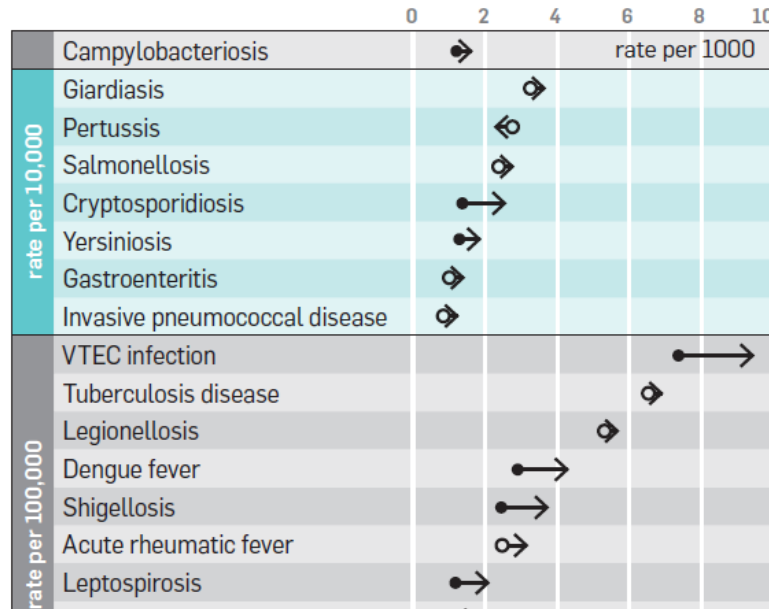 0 2 4 6 8 10
Campylobacteriosis rate per 1000
rate per 10,000
Giardiasis
Pertussis
Salmonellosis
Cryptosporidiosis
Yersiniosis
Gastroenteritis
Invasive pneumococcal disease
rate per 100,000
VTEC infection
Tuberculosis disease
Legionellosis
Dengue fever
Shigellosis
Acute rheumatic fever
Leptospirosis